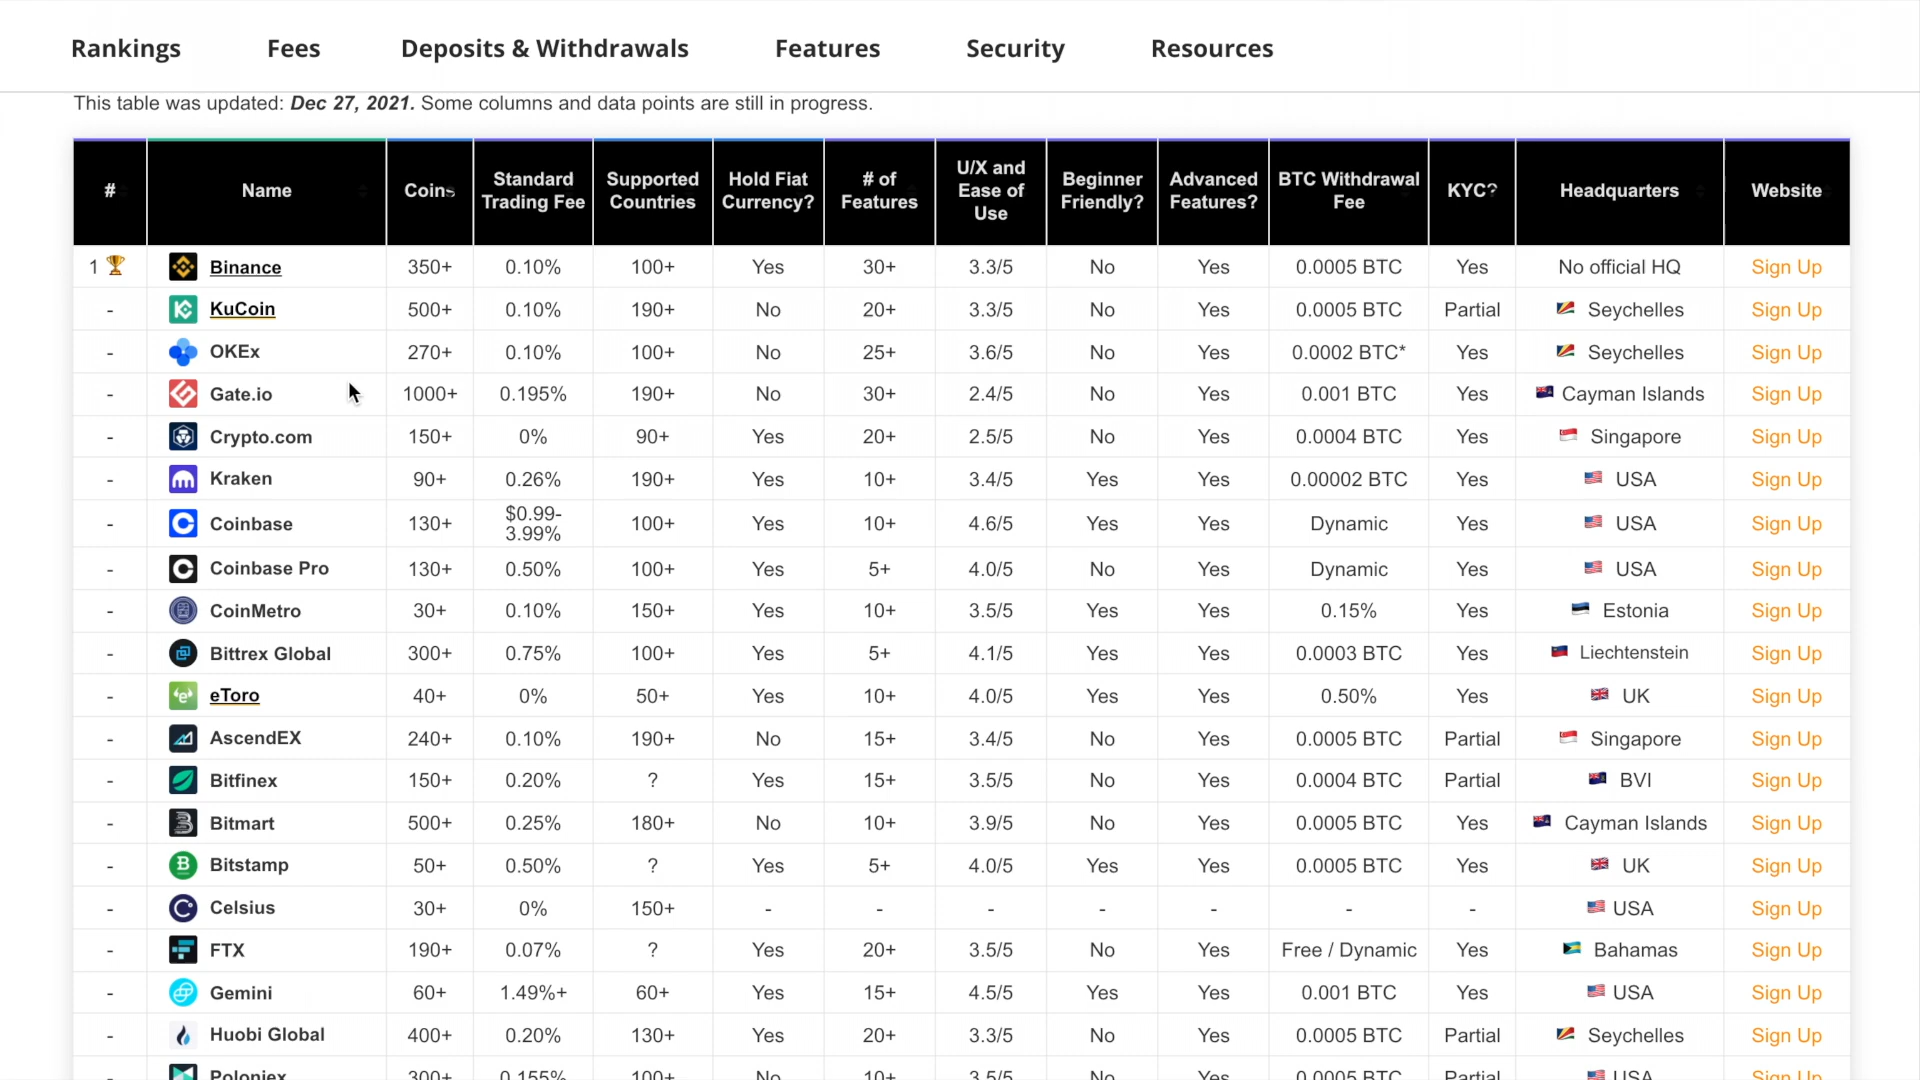 Rankings Fees Deposits & Withdrawals Features Security Resources
This table was updated: Dec 27, 2021. Some columns and data points are still in progress.
# Name Coins Standard Trading Fee Supported Countries Hold Fiat Currency? # of Features U/X and Ease of Use Beginner Friendly? Advanced Features? BTC Withdrawal Fee KYC? Headquarters Website
1 Binance 350+ 0.10% 100+ Yes 30+ 3.3/5 No Yes 0.0005 BTC Yes No official HQ Sign Up
- KuCoin 500+ 0.10% 190+ No 20+ 3.3/5 No Yes 0.0005 BTC Partial Seychelles Sign Up
- OKEx 270+ 0.10% 100+ No 25+ 3.6/5 No Yes 0.0002 BTC* Yes Seychelles Sign Up
- Gate.io 1000+ 0.195% 190+ No 30+ 2.4/5 No Yes 0.001 BTC Yes Cayman Islands Sign Up
- Crypto.com 150+ 0% 90+ Yes 20+ 2.5/5 No Yes 0.0004 BTC Yes Singapore Sign Up
- Kraken 90+ 0.26% 190+ Yes 10+ 3.4/5 Yes Yes 0.00002 BTC Yes USA Sign Up
- Coinbase 130+ $0.99-3.99% 100+ Yes 10+ 4.6/5 Yes Yes Dynamic Yes USA Sign Up
- Coinbase Pro 130+ 0.50% 100+ Yes 5+ 4.0/5 No Yes Dynamic Yes USA Sign Up
- CoinMetro 30+ 0.10% 150+ Yes 10+ 3.5/5 Yes Yes 0.15% Yes Estonia Sign Up
- Bittrex Global 300+ 0.75% 100+ Yes 5+ 4.1/5 Yes Yes 0.0003 BTC Yes Liechtenstein Sign Up
- eToro 40+ 0% 50+ Yes 10+ 4.0/5 Yes Yes 0.50% Yes UK Sign Up
- AscendEX 240+ 0.10% 190+ No 15+ 3.4/5 No Yes 0.0005 BTC Partial Singapore Sign Up
- Bitfinex 150+ 0.20% ? Yes 15+ 3.5/5 No Yes 0.0004 BTC Partial BVI Sign Up
- Bitmart 500+ 0.25% 180+ No 10+ 3.9/5 No Yes 0.0005 BTC Yes Cayman Islands Sign Up
- Bitstamp 50+ 0.50% ? Yes 5+ 4.0/5 Yes Yes 0.0005 BTC Yes UK Sign Up
- Celsius 30+ 0% 150+ - - - - - - - USA Sign Up
- FTX 190+ 0.07% ? Yes 20+ 3.5/5 No Yes Free / Dynamic Yes Bahamas Sign Up
- Gemini 60+ 1.49%+ 60+ Yes 15+ 4.5/5 Yes Yes 0.001 BTC Yes USA Sign Up
- Huobi Global 400+ 0.20% 130+ Yes 20+ 3.3/5 No Yes 0.0005 BTC Partial Seychelles Sign Up
- Poloniex 300+ 0.155% 100+ No 10+ 3.5/5 No Yes 0.0005 BTC Partial USA Sign Up